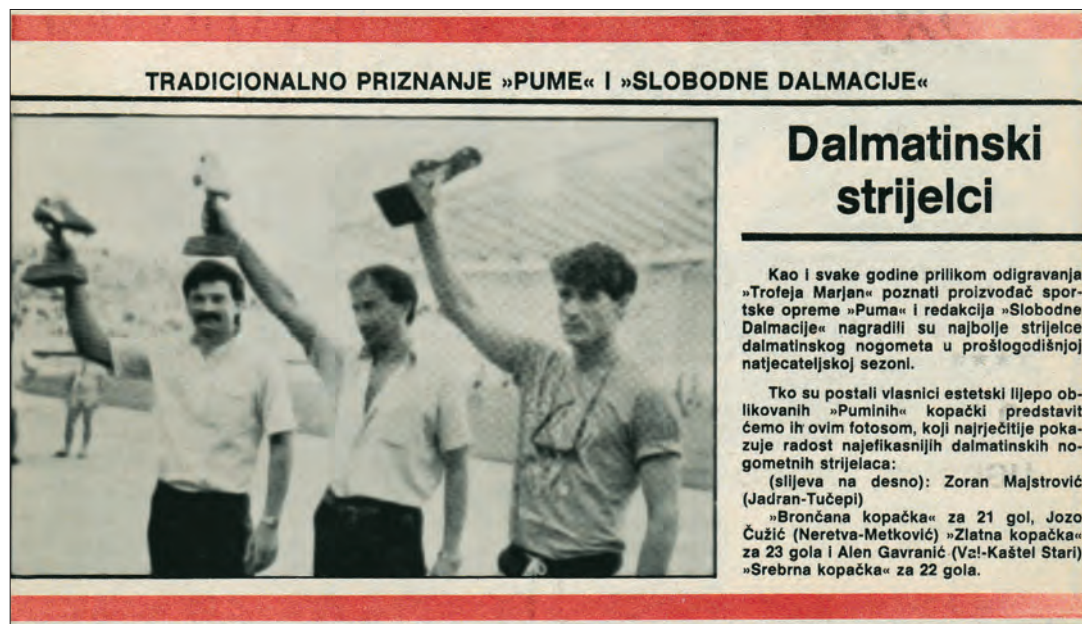 TRADICIONALNO PRIZNANJE »PUME« I »SLOBODNE DALMACIJE«
Dalmatinski
strijelci
Kao i svake godine prilikom odigravanja
»Trofeja Marjan« poznati proizvođač spor-
tske opreme »Puma« i redakcija »Slobodne
Dalmacije« nagradili su najbolje strijelce
dalmatinskog nogometa u prošlogodišnjoj
natjecateljskoj sezoni.
Tko su postali vlasnici estetski lijepo ob-
likovanih »Puminih« kopački predstavit
ćemo ih ovim fotosom, koji najrječitije poka-
zuje radost najefikasnijih dalmatinskih no-
gometnih strijelaca:
(slijeva na desno): Zoran Majstrović
(Jadran-Tučepi)
»Brončana kopačka« za 21 gol, Jozo
Čužić (Neretva-Metković) »Zlatna kopačka«
za 23 gola i Alen Gavranić (Val-Kaštel Stari)
»Srebrna kopačka« za 22 gola.